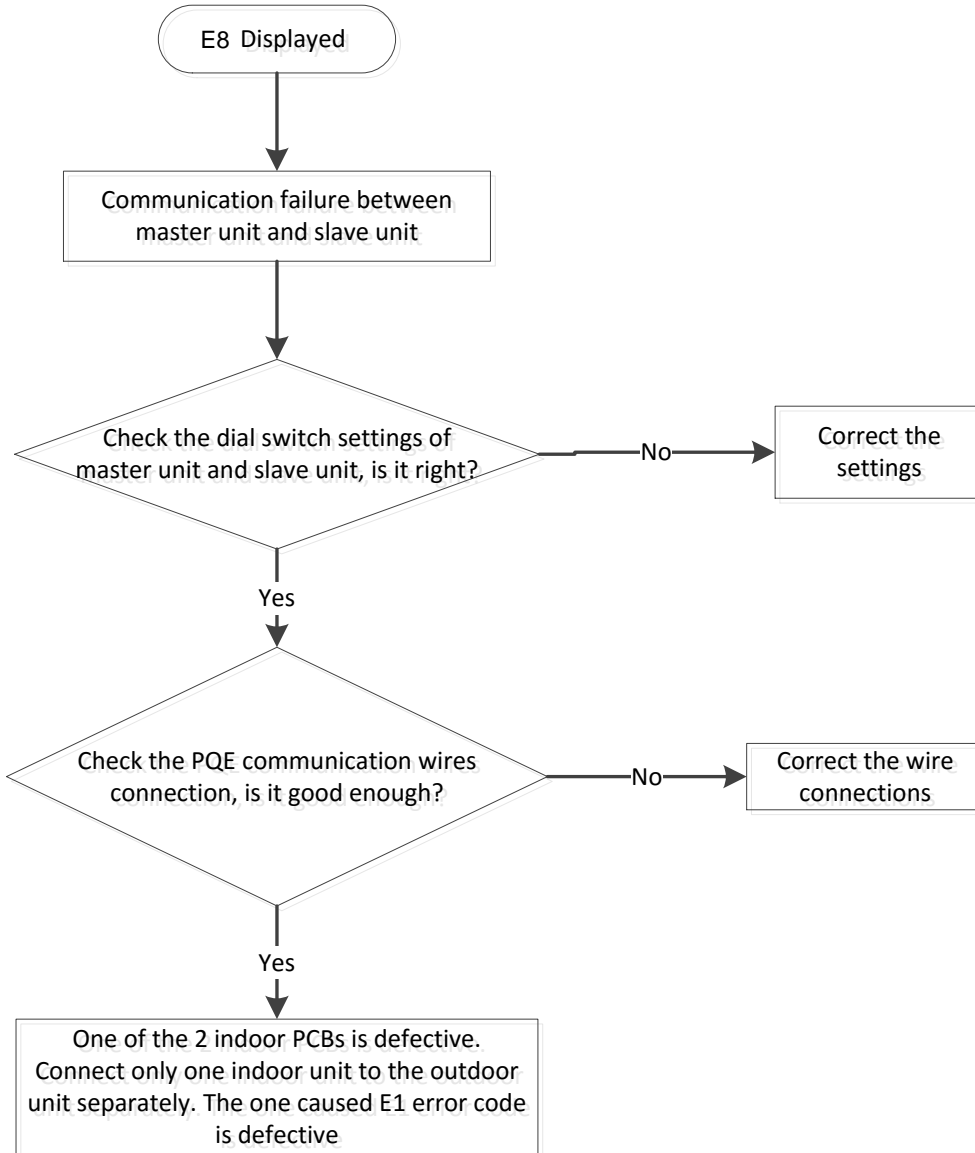 E8 Displayed
Communication failure between
master unit and slave unit
Check the dial switch settings of
master unit and slave unit, is it right?
No
Correct the
settings
Yes
Check the PQE communication wires
connection, is it good enough?
No
Correct the wire
connections
Yes
One of the 2 indoor PCBs is defective.
Connect only one indoor unit to the outdoor
unit separately. The one caused E1 error code
is defective